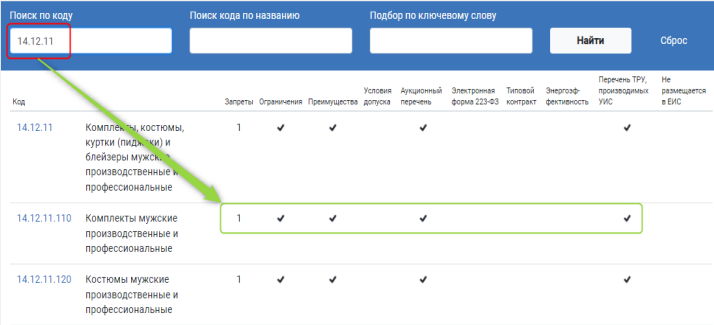 Поиск по коду Поиск кода по названию Подбор по ключевому слову
14.12.11 Найти Сброс
Код Запреты Ограничения Преимущества Условия допуска Аукционный перечень Электронная форма 223-ФЗ Типовой контракт Энергоэф-фективность Перечень ТРУ, производимых УИС Не размещается в ЕИС
14.12.11 Комплекты, костюмы, 1 ✔ ✔ ✔ ✔
куртки (пиджаки) и
блейзеры мужские
производственные и
профессиональные
14.12.11.110 Комплекты мужские 1 ✔ ✔ ✔ ✔
производственные и
профессиональные
14.12.11.120 Костюмы мужские 1 ✔ ✔ ✔ ✔
производственные и
профессиональные